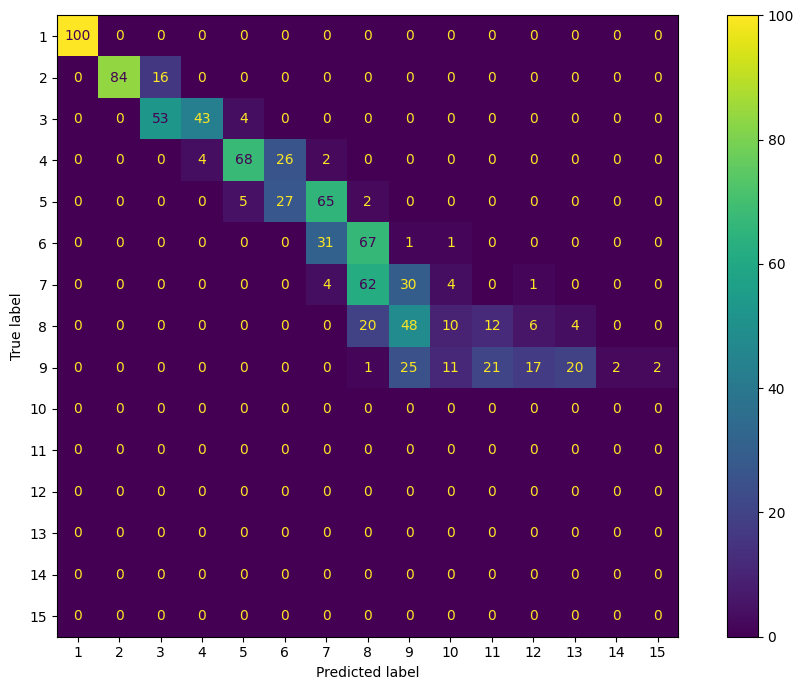 1 100 0 0 0 0 0 0 0 0 0 0 0 0 0 0
2 0 84 16 0 0 0 0 0 0 0 0 0 0 0 0
3 0 0 53 43 4 0 0 0 0 0 0 0 0 0 0
4 0 0 0 4 68 26 2 0 0 0 0 0 0 0 0
5 0 0 0 0 5 27 65 2 0 0 0 0 0 0 0
6 0 0 0 0 0 0 31 67 1 1 0 0 0 0 0
7 0 0 0 0 0 0 4 62 30 4 0 1 0 0 0
8 0 0 0 0 0 0 0 20 48 10 12 6 4 0 0
9 0 0 0 0 0 0 0 1 25 11 21 17 20 2 2
10 0 0 0 0 0 0 0 0 0 0 0 0 0 0 0
11 0 0 0 0 0 0 0 0 0 0 0 0 0 0 0
12 0 0 0 0 0 0 0 0 0 0 0 0 0 0 0
13 0 0 0 0 0 0 0 0 0 0 0 0 0 0 0
14 0 0 0 0 0 0 0 0 0 0 0 0 0 0 0
15 0 0 0 0 0 0 0 0 0 0 0 0 0 0 0
1 2 3 4 5 6 7 8 9 10 11 12 13 14 15
Predicted label
True label
100
80
60
40
20
0